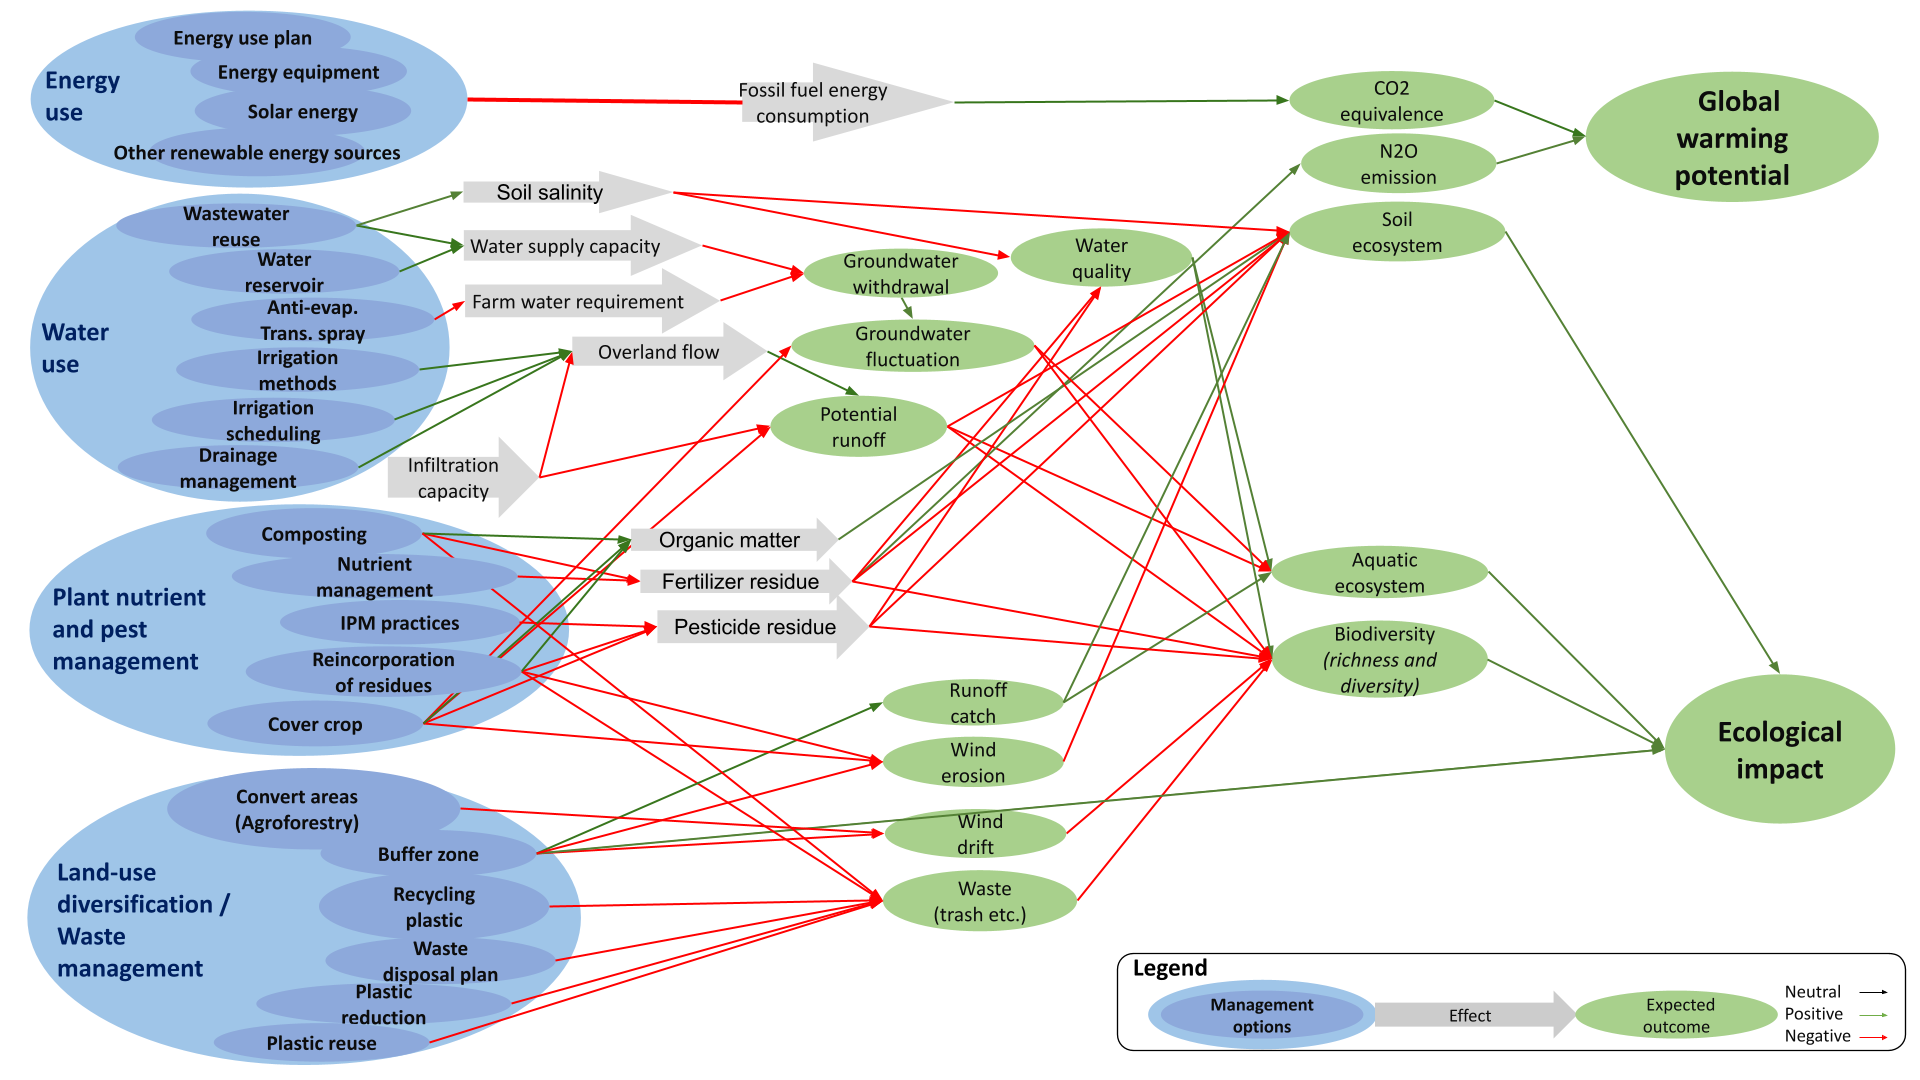 Energy
use
Energy use plan
Energy equipment
Solar energy
Other renewable energy sources
Fossil fuel energy
consumption
CO2
equivalence
N2O
emission
Global
warming
potential
Water
use
Wastewater
reuse
Water
reservoir
Anti-evap.
Trans. spray
Irrigation
methods
Irrigation
scheduling
Drainage
management
Soil salinity
Water supply capacity
Farm water requirement
Overland flow
Infiltration
capacity
Groundwater
withdrawal
Groundwater
fluctuation
Potential
runoff
Water
quality
Soil
ecosystem
Plant nutrient
and pest
management
Composting
Nutrient
management
IPM practices
Reincorporation
of residues
Cover crop
Organic matter
Fertilizer residue
Pesticide residue
Runoff
catch
Wind
erosion
Wind
drift
Waste
(trash etc.)
Aquatic
ecosystem
Biodiversity
(richness and
diversity)
Ecological
impact
Land-use
diversification /
Waste
management
Convert areas
(Agroforestry)
Buffer zone
Recycling
plastic
Waste
disposal plan
Plastic
reduction
Plastic reuse
Legend
Management
options
Effect
Expected
outcome
Neutral
Positive
Negative